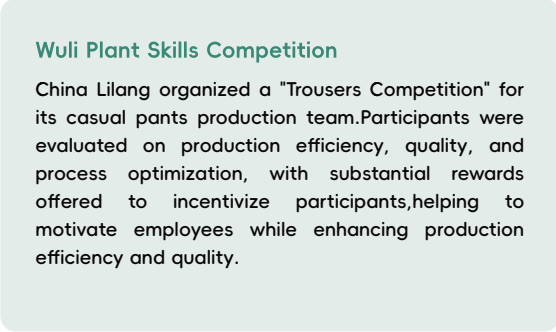 Wuli Plant Skills Competition
China Lilang organized a "Trousers Competition" for
its casual pants production team.Participants were
evaluated on production efficiency, quality, and
process optimization, with substantial rewards
offered to incentivize participants,helping to
motivate employees while enhancing production
efficiency and quality.